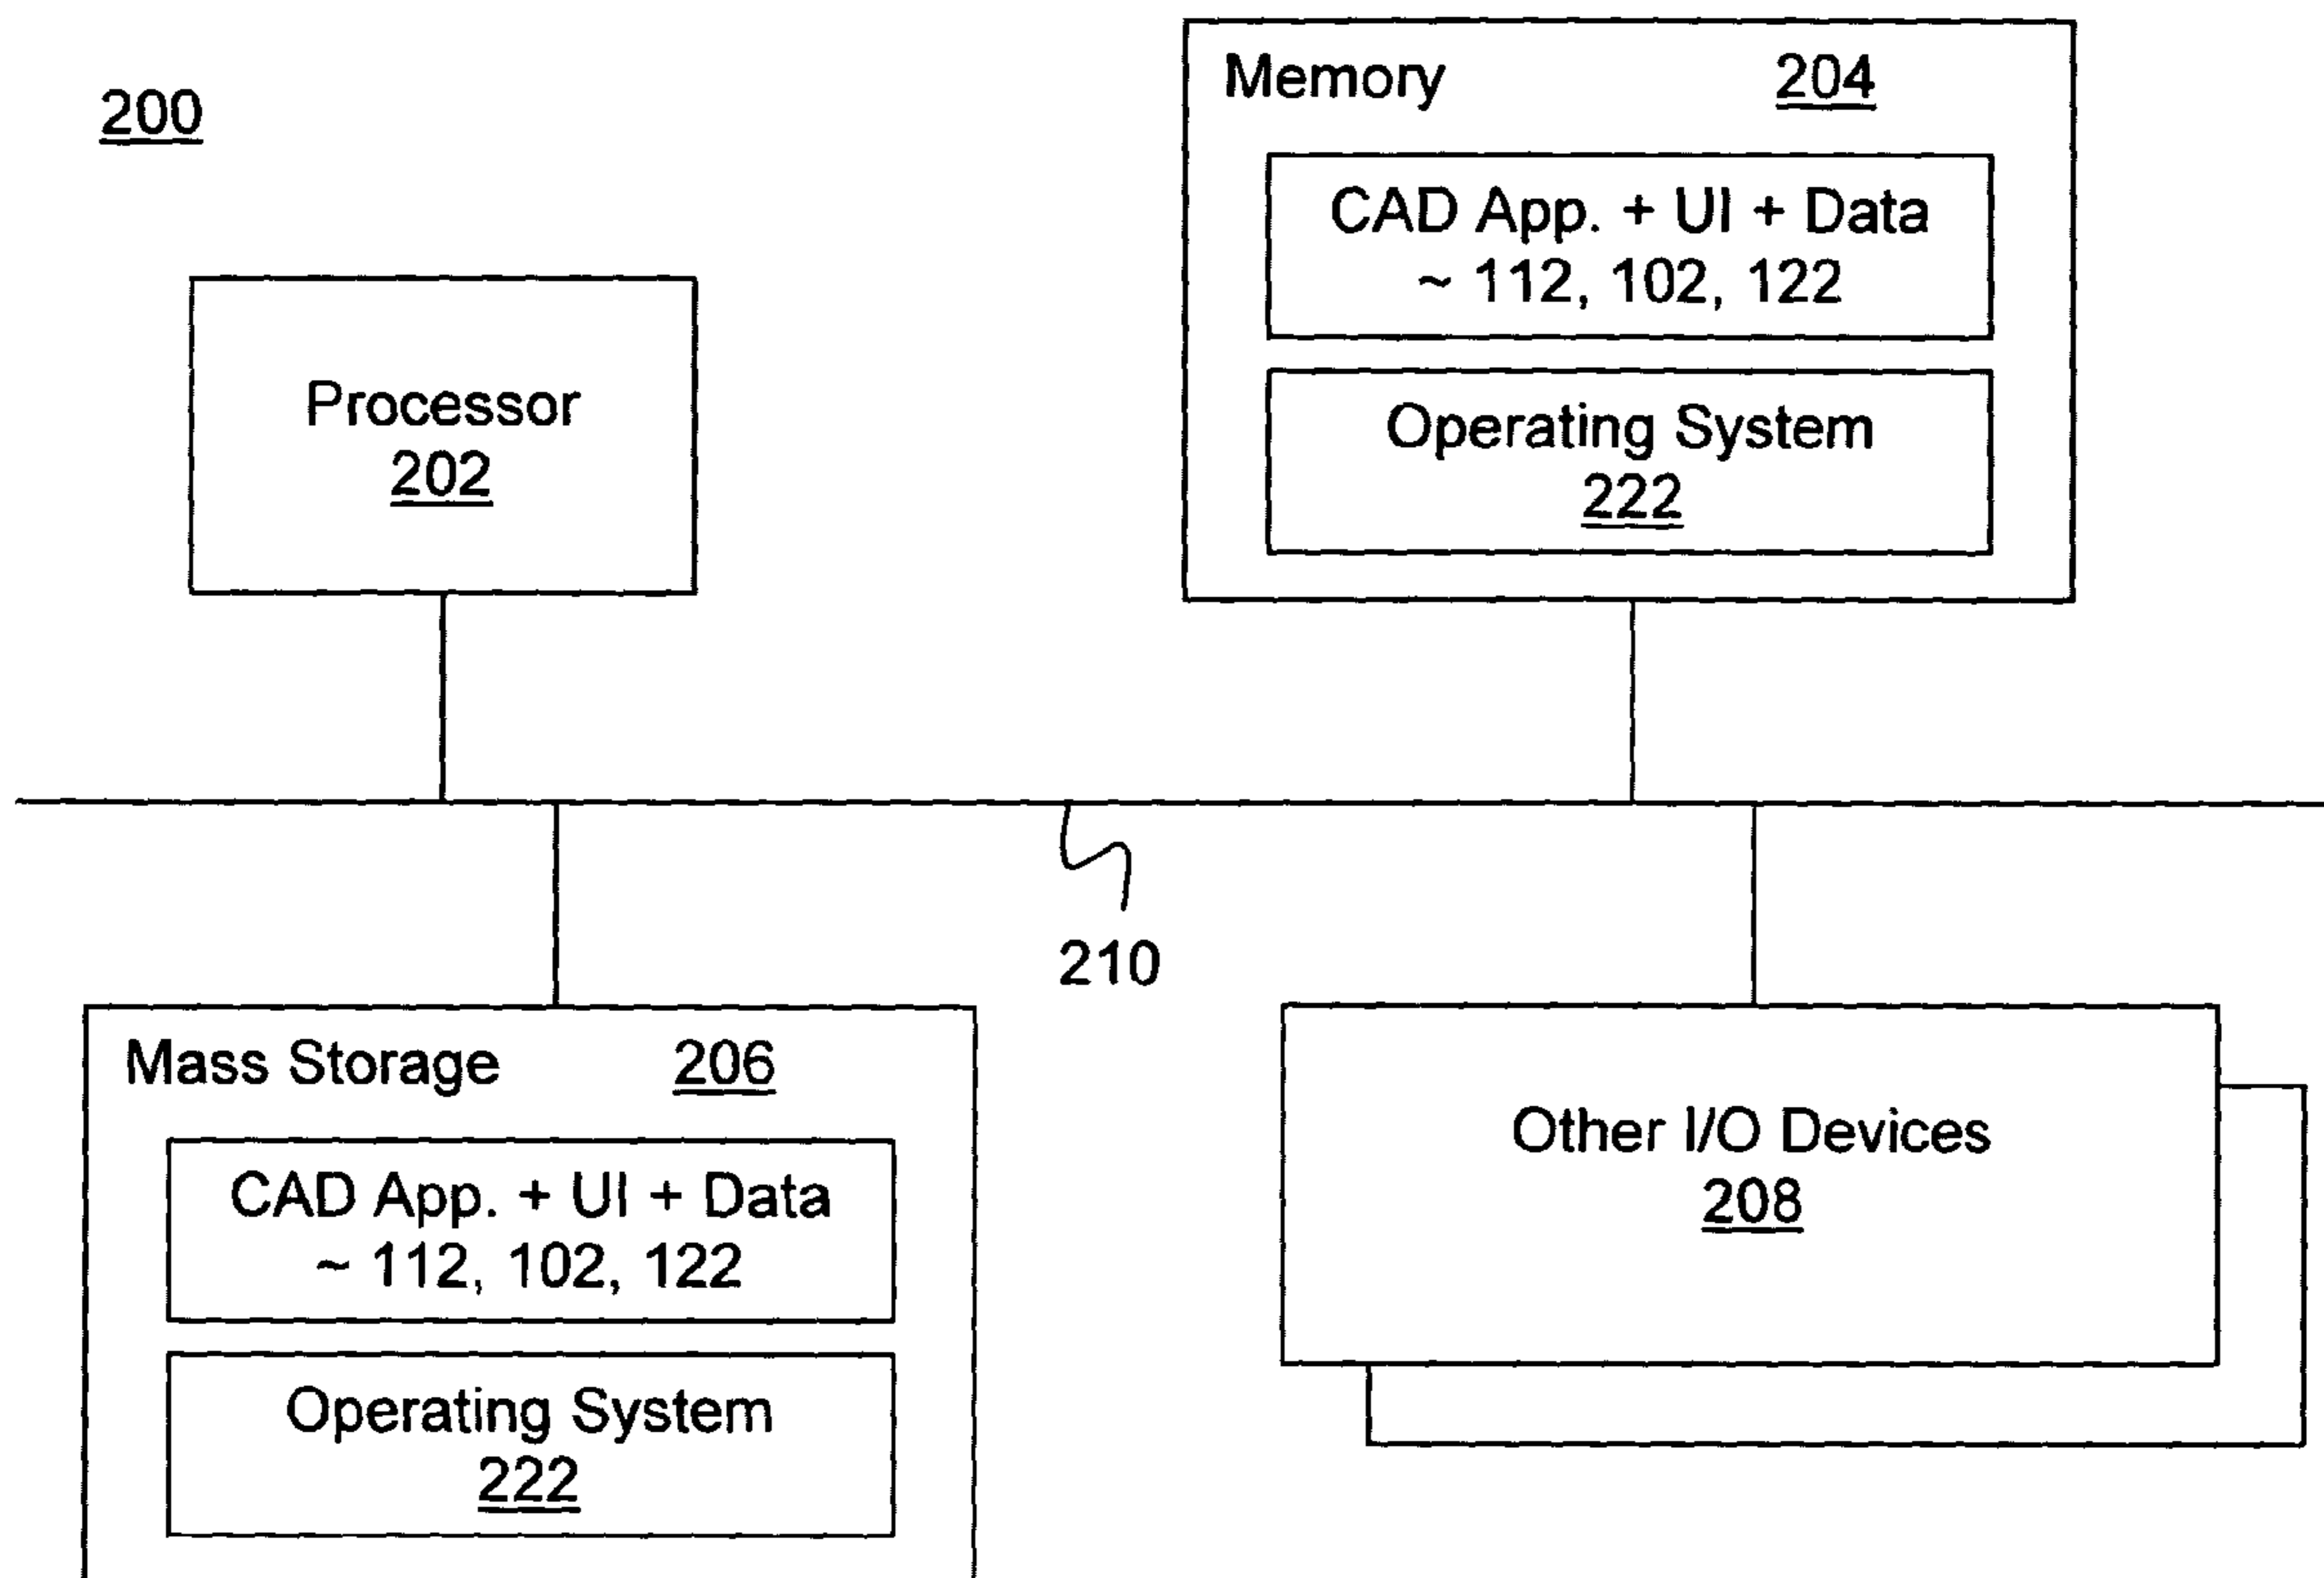 200
Memory 204
CAD App. + UI + Data
~ 112, 102, 122
Operating System
222
Processor
202
210
Mass Storage 206
CAD App. + UI + Data
~ 112, 102, 122
Operating System
222
Other I/O Devices
208